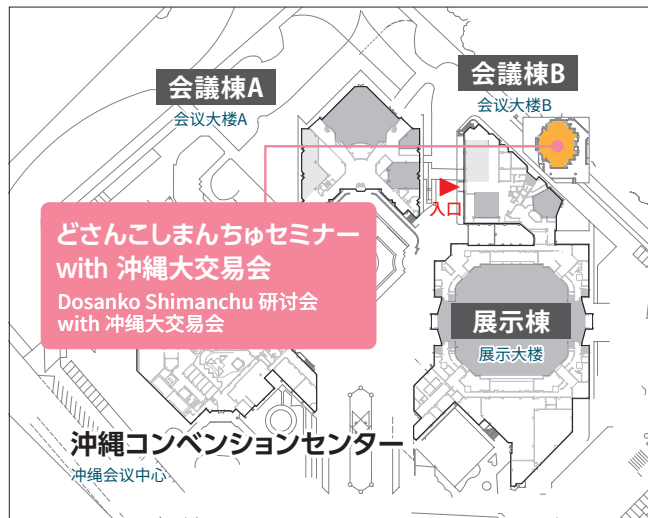 会議棟A
会议大楼A
会議棟B
会议大楼B
入口
どさんこしまんちゅセミナー
with 沖縄大交易会
Dosanko Shimanchu 研讨会
with 冲绳大交易会
展示棟
展示大楼
沖縄コンベンションセンター
冲绳会议中心